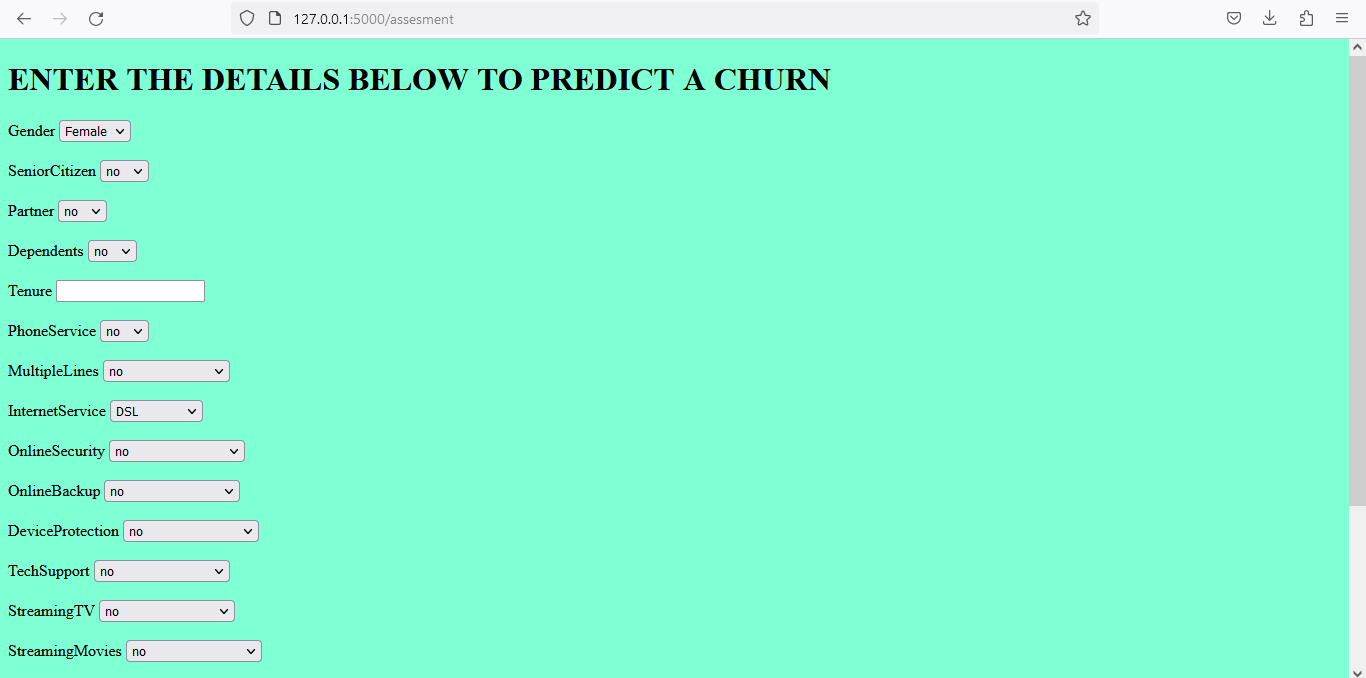 127.0.0.1:5000/assesment
ENTER THE DETAILS BELOW TO PREDICT A CHURN
Gender Female
SeniorCitizen no
Partner no
Dependents no
Tenure
PhoneService no
MultipleLines no
InternetService DSL
OnlineSecurity no
OnlineBackup no
DeviceProtection no
TechSupport no
StreamingTV no
StreamingMovies no